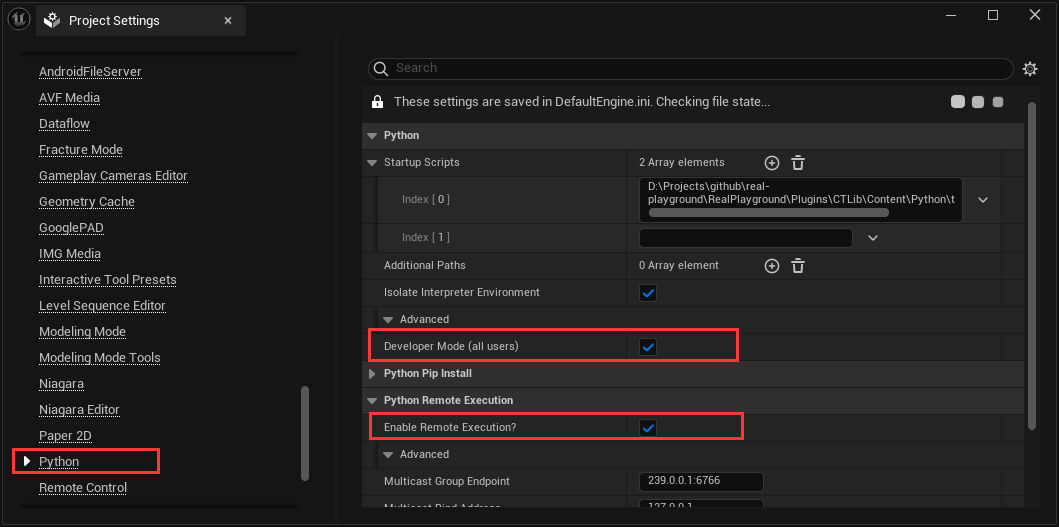 Project Settings
AndroidFileServer
AVF Media
Dataflow
Fracture Mode
Gameplay Cameras Editor
Geometry Cache
GooglePAD
IMG Media
Interactive Tool Presets
Level Sequence Editor
Modeling Mode
Modeling Mode Tools
Niagara
Niagara Editor
Paper 2D
Python
Remote Control
Search
These settings are saved in DefaultEngine.ini. Checking file state...
Python
Startup Scripts 2 Array elements
Index [ 0 ]
D:\Projects\github\real-
playground\RealPlayground\Plugins\CTLib\Content\Python\t
Index [ 1 ]
Additional Paths 0 Array element
Isolate Interpreter Environment
Advanced
Developer Mode (all users)
Python Pip Install
Python Remote Execution
Enable Remote Execution?
Advanced
Multicast Group Endpoint 239.0.0.1:6766
Multicast Bind Address 127.0.0.1